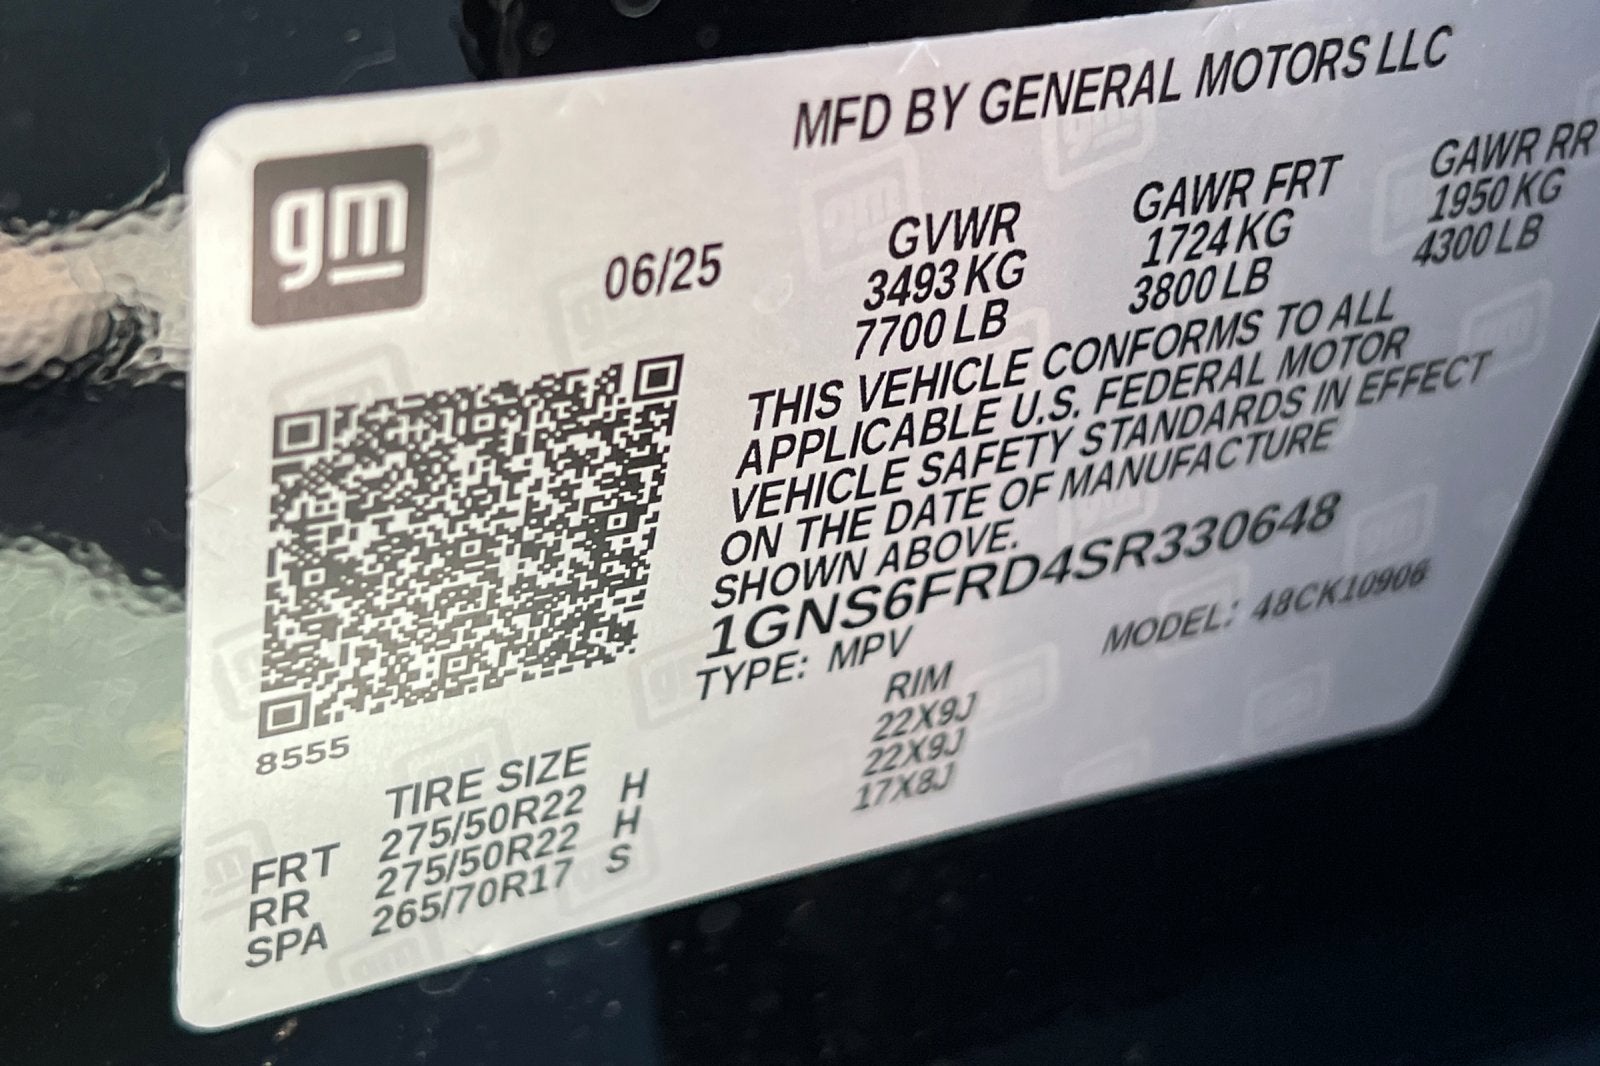 MFD BY GENERAL MOTORS LLC
gm
06/25
GVWR GAWR FRT GAWR RR
3493 KG 1724 KG 1950 KG
7700 LB 3800 LB 4300 LB
THIS VEHICLE CONFORMS TO ALL
APPLICABLE U.S. FEDERAL MOTOR
VEHICLE SAFETY STANDARDS IN EFFECT
ON THE DATE OF MANUFACTURE
SHOWN ABOVE.
1GNS6FRD4SR330648
TYPE: MPV MODEL: 48CK10906
8555
TIRE SIZE RIM
FRT 275/50R22 H 22X9J
RR 275/50R22 H 22X9J
SPA 265/70R17 S 17X8J